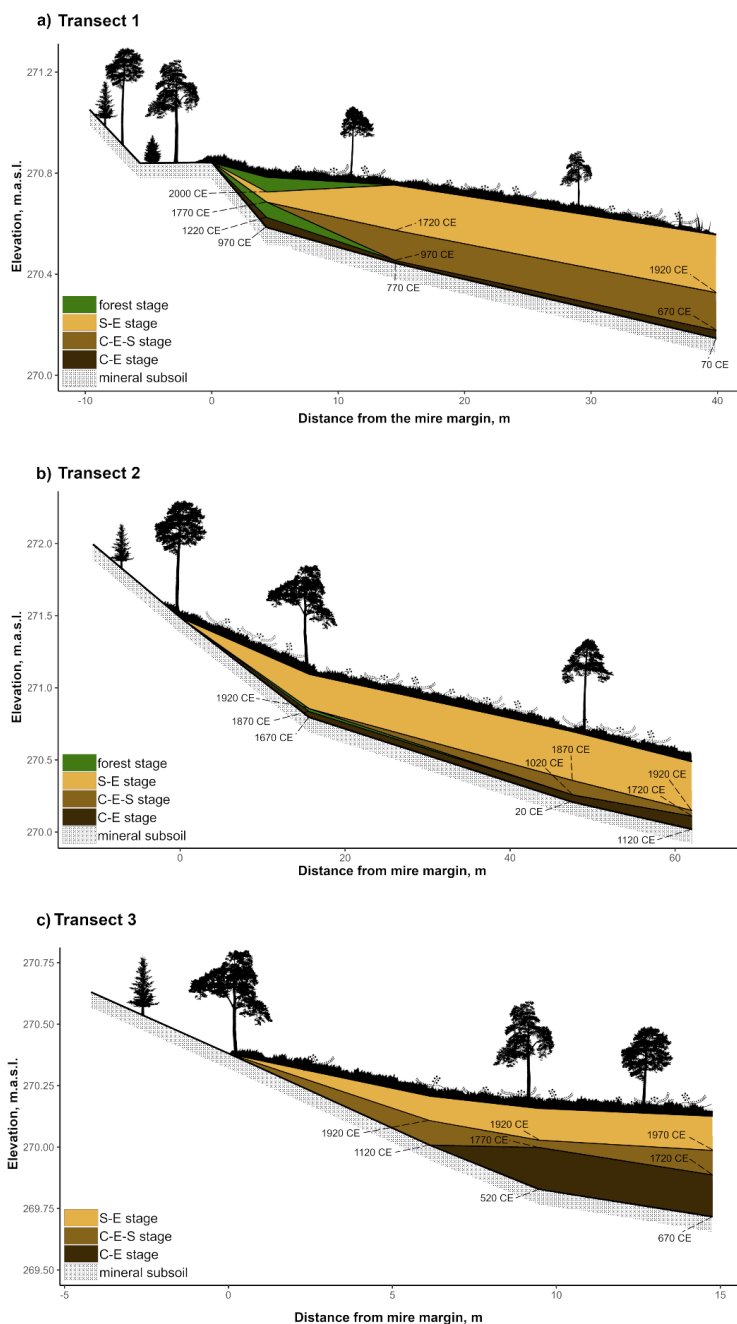 a) Transect 1
271.2
270.8
270.4
270.0
Elevation, m.a.s.l.
2000 CE
1770 CE
1220 CE
970 CE
1720 CE
970 CE
770 CE
1920 CE
670 CE
70 CE
forest stage
S-E stage
C-E-S stage
C-E stage
mineral subsoil
-10 0 10 20 30 40
Distance from the mire margin, m
b) Transect 2
272.0
271.5
271.0
270.5
270.0
Elevation, m.a.s.l.
1920 CE
1870 CE
1670 CE
1870 CE
1020 CE
20 CE
1920 CE
1720 CE
1120 CE
forest stage
S-E stage
C-E-S stage
C-E stage
mineral subsoil
0 20 40 60
Distance from mire margin, m
c) Transect 3
270.75
270.50
270.25
270.00
269.75
269.50
Elevation, m.a.s.l.
1920 CE
1120 CE
1920 CE
1770 CE
520 CE
1970 CE
1720 CE
670 CE
S-E stage
C-E-S stage
C-E stage
mineral subsoil
-5 0 5 10 15
Distance from mire margin, m